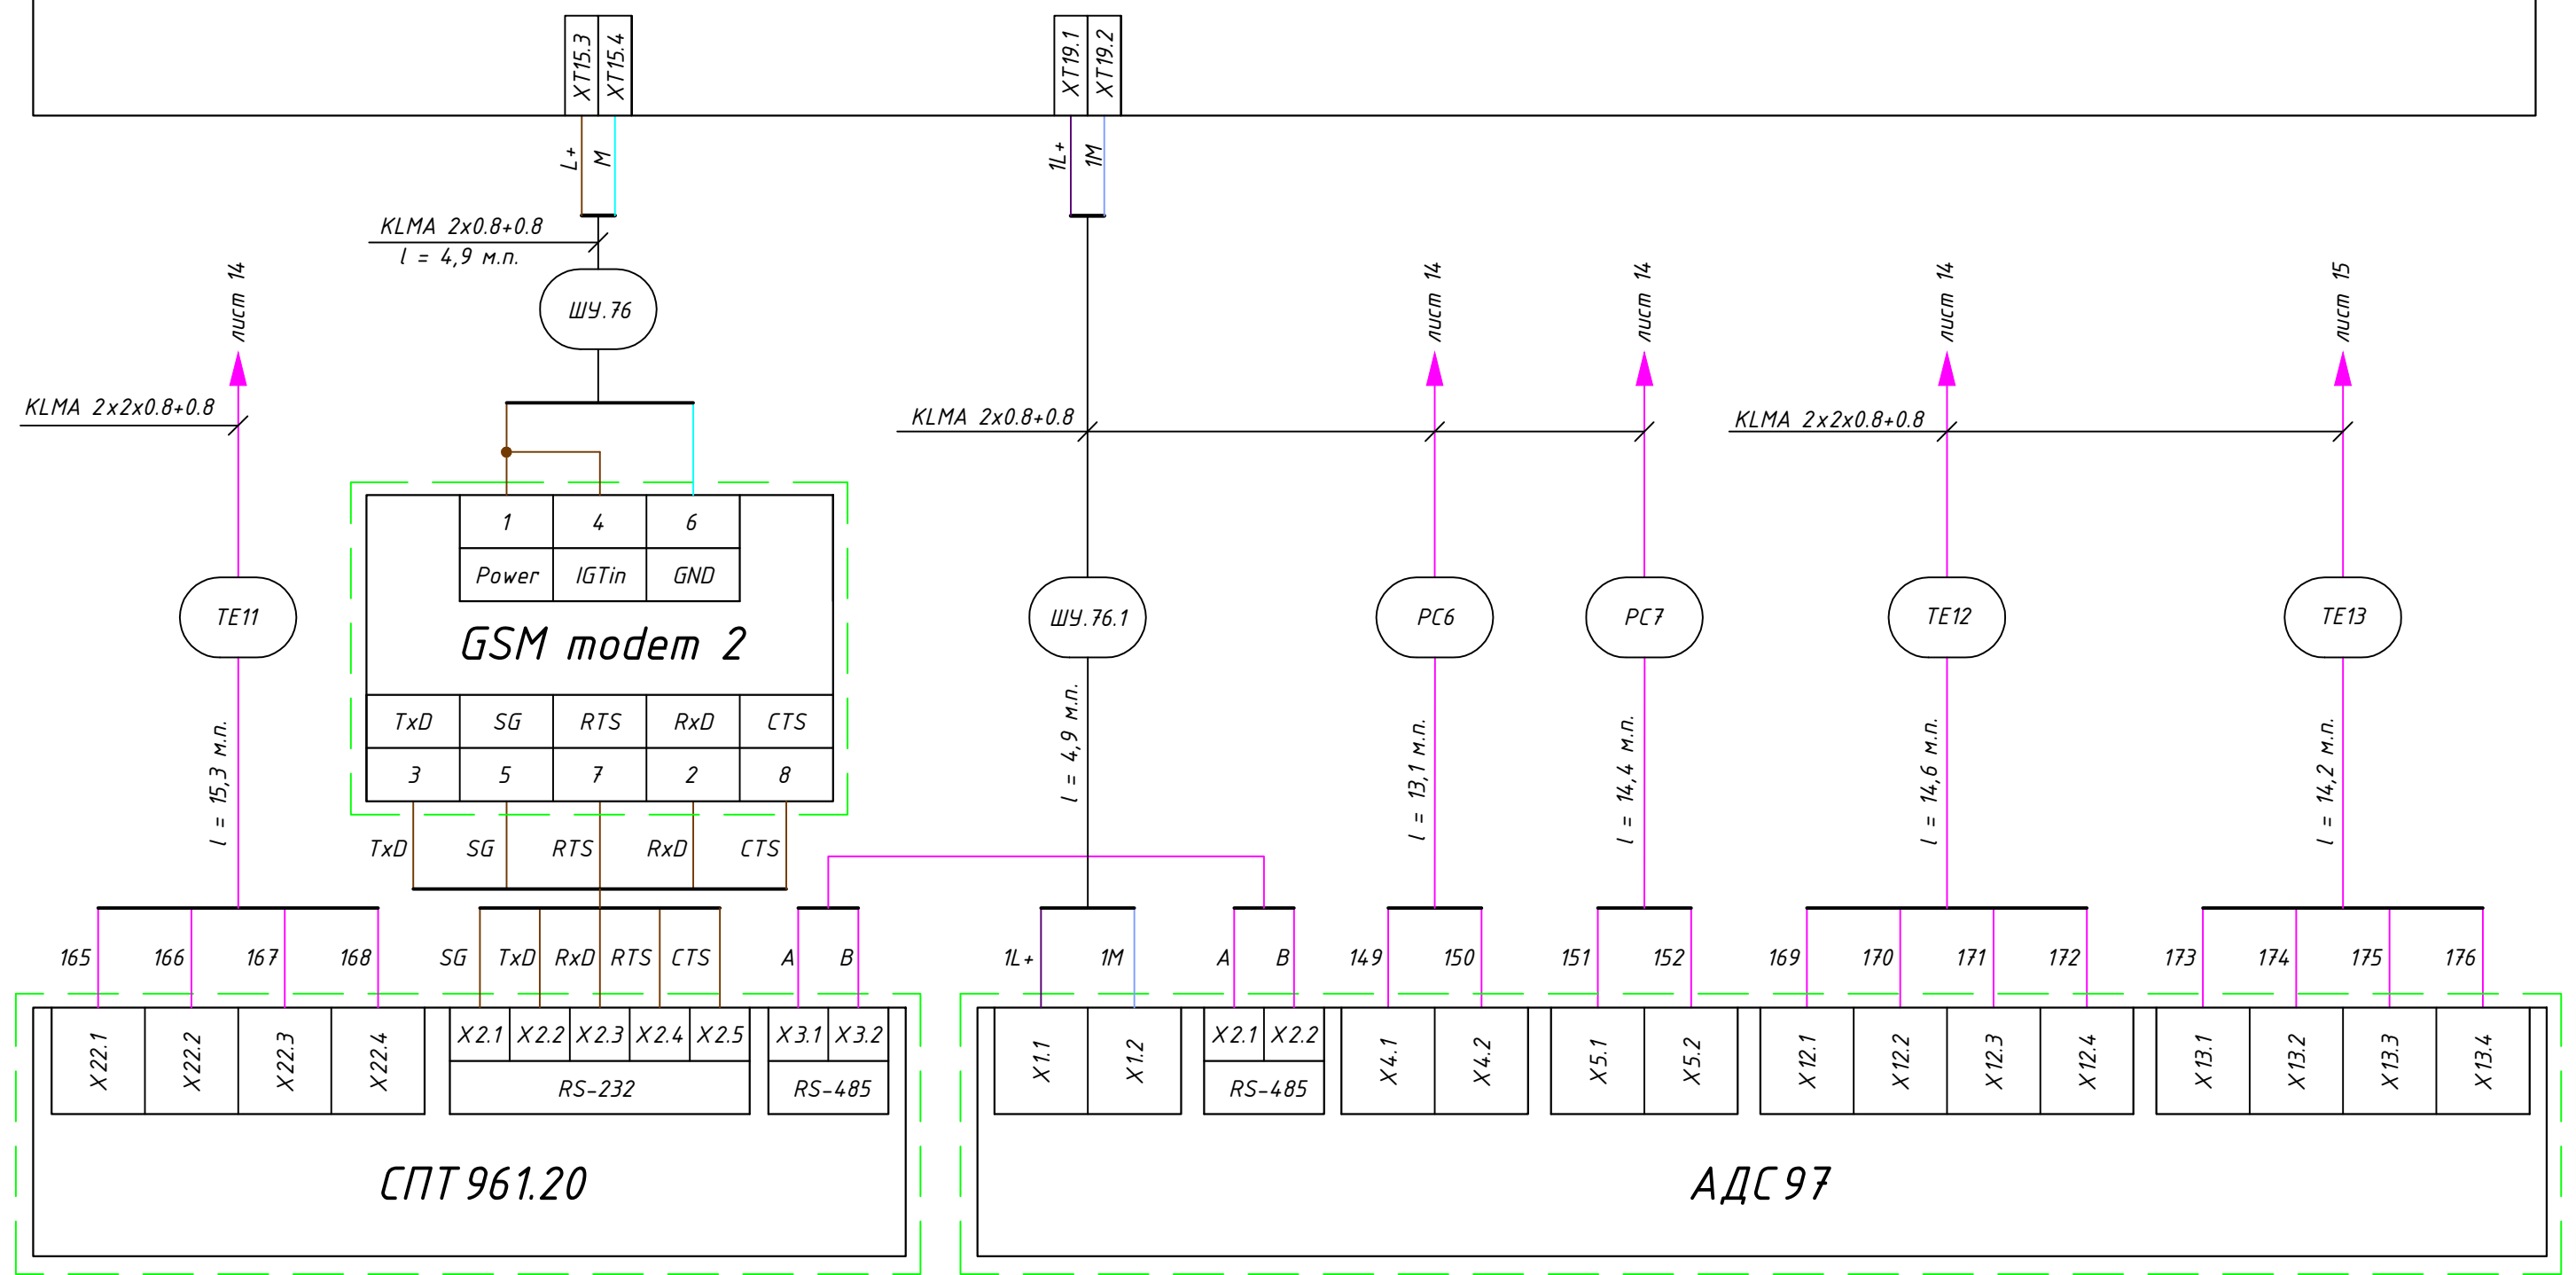 XT15.3
XT15.4
XT19.1
XT19.2
L+
M
1L+
1M
KLMA 2x0.8+0.8
l = 4,9 м.п.
ШУ.76
лист 14
лист 14
лист 14
лист 14
лист 15
KLMA 2x2x0.8+0.8
KLMA 2x0.8+0.8
KLMA 2x2x0.8+0.8
1
4
6
Power
IGTin
GND
TE11
ШУ.76.1
PC6
PC7
TE12
TE13
GSM modem 2
TxD
SG
RTS
RxD
CTS
3
5
7
2
8
l = 15,3 м.п.
l = 4,9 м.п.
l = 13,1 м.п.
l = 14,4 м.п.
l = 14,6 м.п.
l = 14,2 м.п.
TxD
SG
RTS
RxD
CTS
165
166
167
168
SG
TxD
RxD
RTS
CTS
A
B
1L+
1M
A
B
149
150
151
152
169
170
171
172
173
174
175
176
X22.1
X22.2
X22.3
X22.4
X2.1
X2.2
X2.3
X2.4
X2.5
RS-232
X3.1
X3.2
RS-485
X1.1
X1.2
X2.1
X2.2
RS-485
X4.1
X4.2
X5.1
X5.2
X12.1
X12.2
X12.3
X12.4
X13.1
X13.2
X13.3
X13.4
СПТ961.20
АДС97